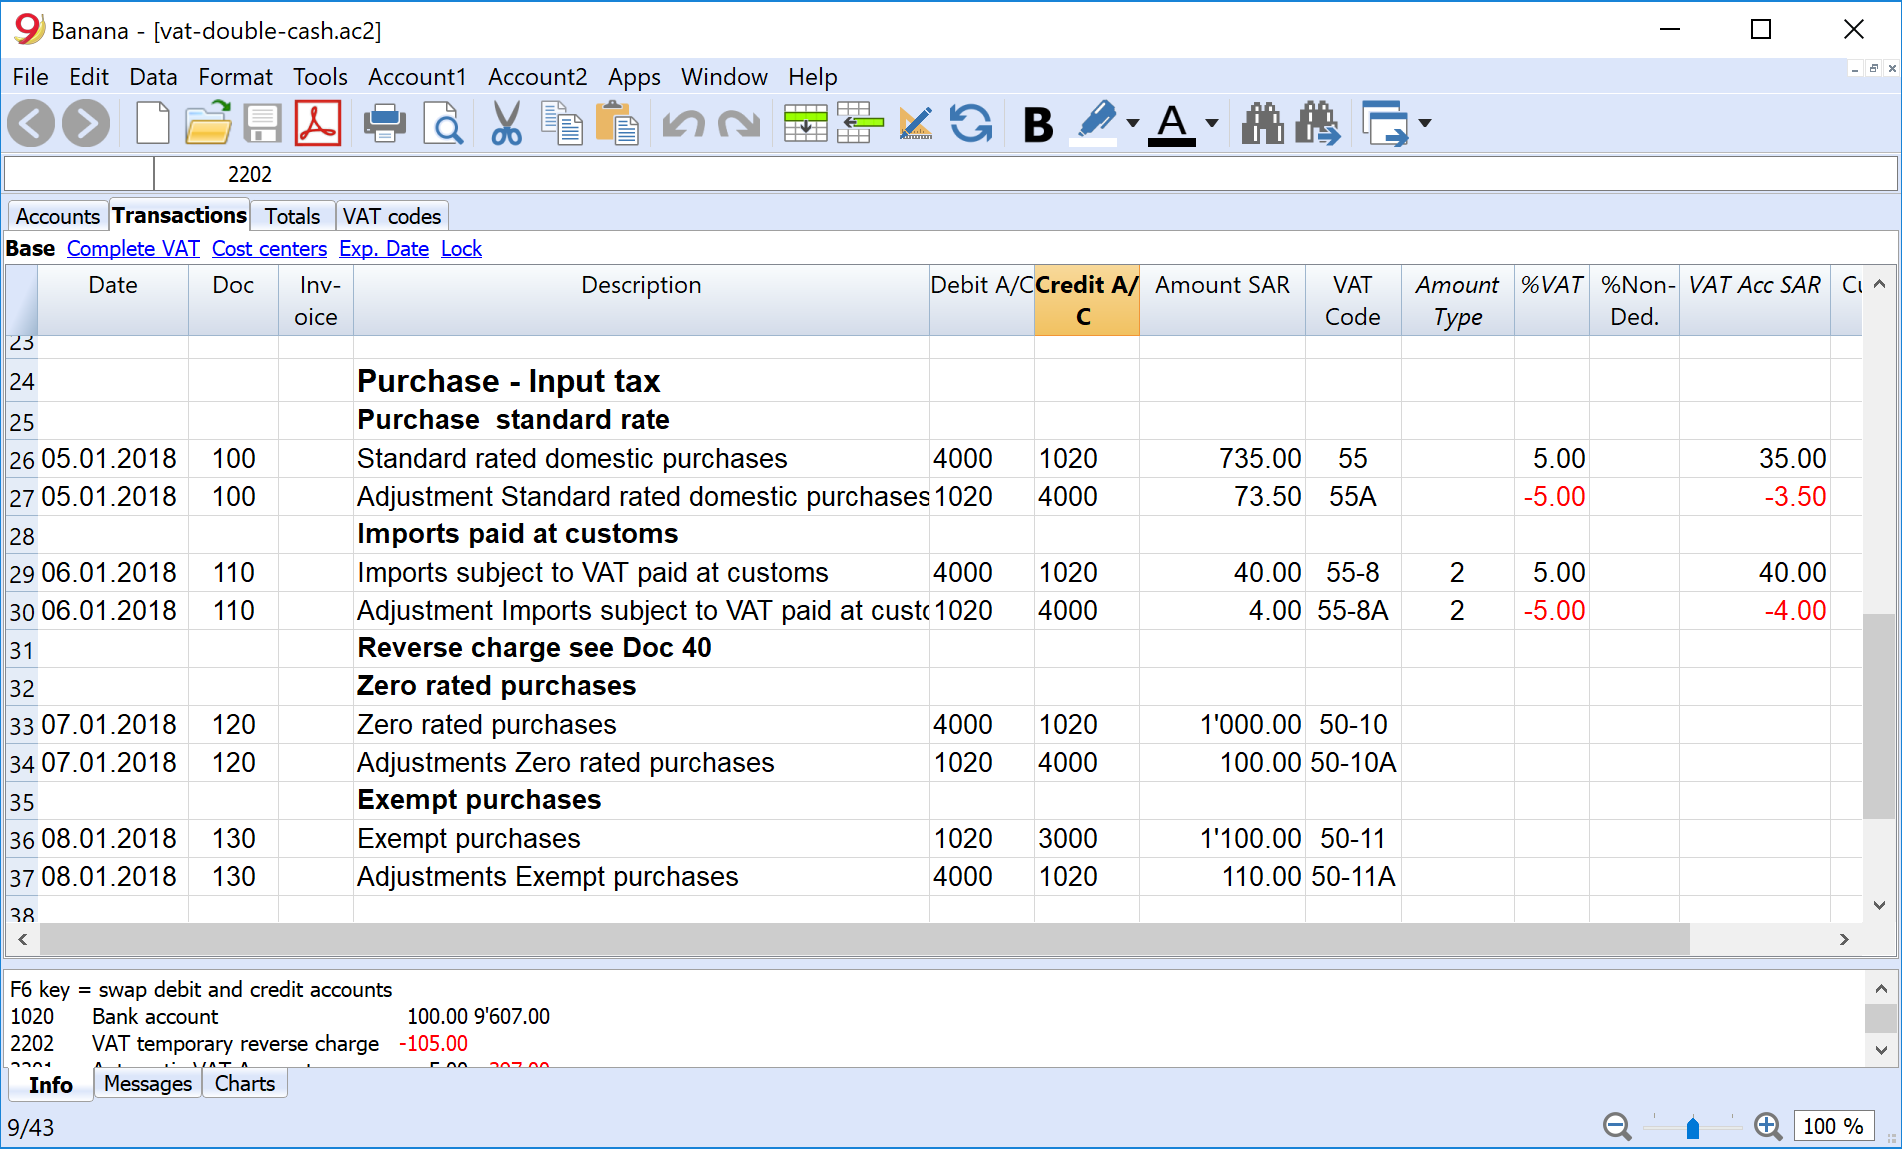 Banana - [vat-double-cash.ac2]
File Edit Data Format Tools Account1 Account2 Apps Window Help
B A
2202
Accounts Transactions Totals VAT codes
Base Complete VAT Cost centers Exp. Date Lock
Date Doc Inv- Description Debit A/C Credit A/ Amount SAR VAT Amount %VAT %Non- VAT Acc SAR
oice C Code Type Ded.
23
24 Purchase - Input tax
25 Purchase  standard rate
26 05.01.2018 100 Standard rated domestic purchases 4000 1020 735.00 55 5.00 35.00
27 05.01.2018 100 Adjustment Standard rated domestic purchases 1020 4000 73.50 55A -5.00 -3.50
28 Imports paid at customs
29 06.01.2018 110 Imports subject to VAT paid at customs 4000 1020 40.00 55-8 2 5.00 40.00
30 06.01.2018 110 Adjustment Imports subject to VAT paid at custo 1020 4000 4.00 55-8A 2 -5.00 -4.00
31 Reverse charge see Doc 40
32 Zero rated purchases
33 07.01.2018 120 Zero rated purchases 4000 1020 1'000.00 50-10
34 07.01.2018 120 Adjustments Zero rated purchases 1020 4000 100.00 50-10A
35 Exempt purchases
36 08.01.2018 130 Exempt purchases 1020 3000 1'100.00 50-11
37 08.01.2018 130 Adjustments Exempt purchases 4000 1020 110.00 50-11A
38
F6 key = swap debit and credit accounts
1020 Bank account 100.00 9'607.00
2202 VAT temporary reverse charge -105.00
Info Messages Charts
9/43
100 %